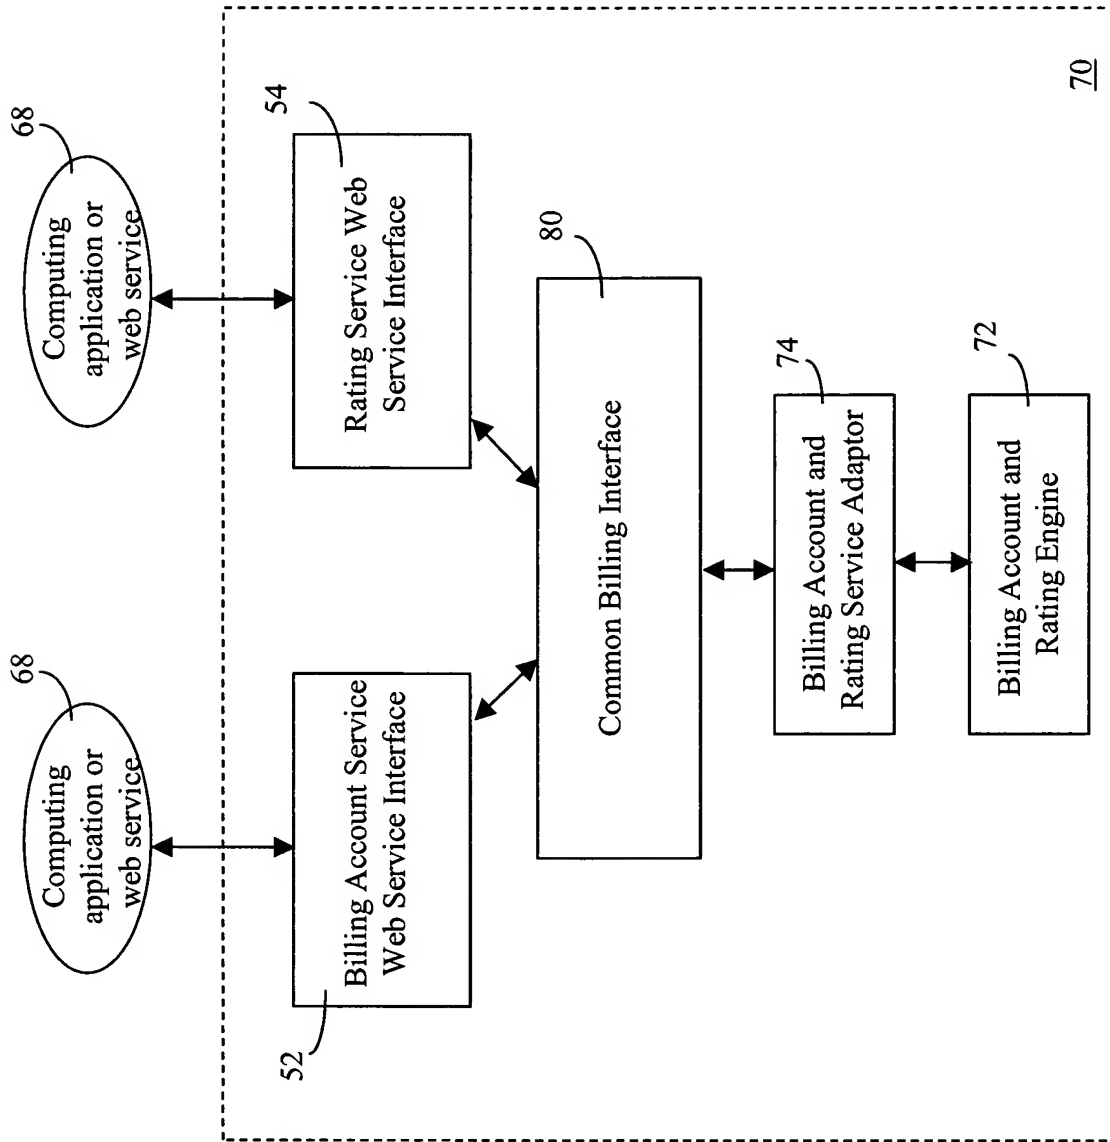 68
Computing
application or
web service
68
Computing
application or
web service
52
Billing Account Service
Web Service Interface
54
Rating Service Web
Service Interface
80
Common Billing Interface
74
Billing Account and
Rating Service Adaptor
72
Billing Account and
Rating Engine
70